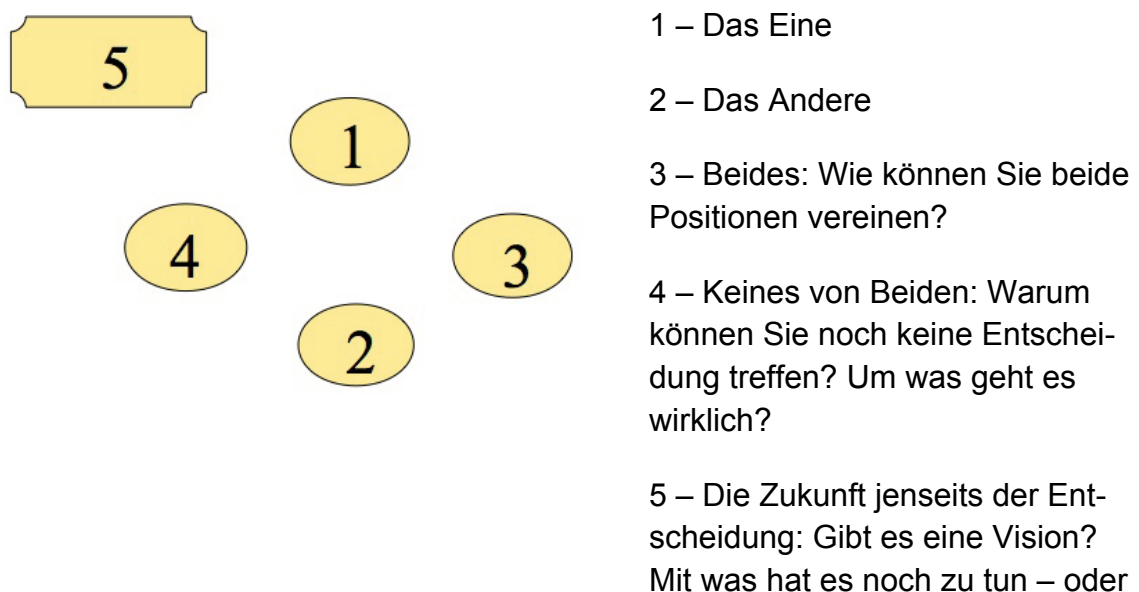 5
1
4
3
2
1 – Das Eine
2 – Das Andere
3 – Beides: Wie können Sie beide
Positionen vereinen?
4 – Keines von Beiden: Warum
können Sie noch keine Entschei-
dung treffen? Um was geht es
wirklich?
5 – Die Zukunft jenseits der Ent-
scheidung: Gibt es eine Vision?
Mit was hat es noch zu tun – oder